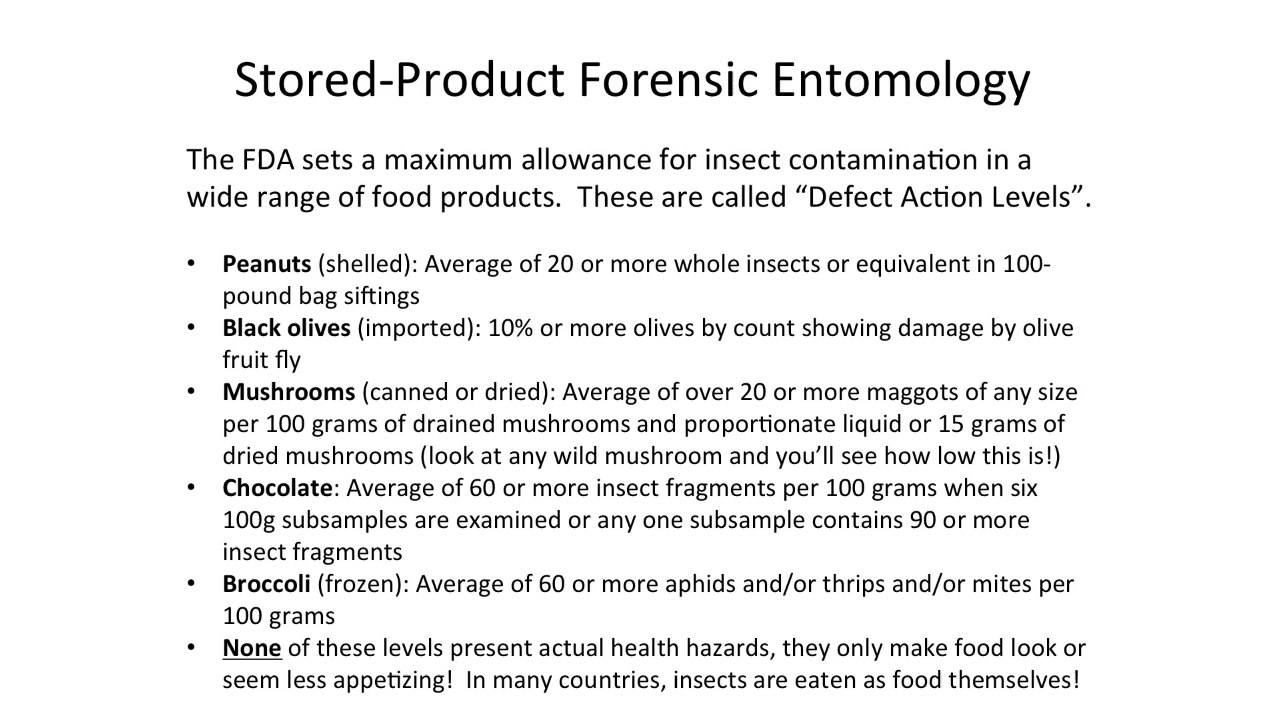 Stored-Product Forensic Entomology
The FDA sets a maximum allowance for insect contamination in a
wide range of food products.  These are called “Defect Action Levels”.
• Peanuts (shelled): Average of 20 or more whole insects or equivalent in 100-
pound bag siftings
• Black olives (imported): 10% or more olives by count showing damage by olive
fruit fly
• Mushrooms (canned or dried): Average of over 20 or more maggots of any size
per 100 grams of drained mushrooms and proportionate liquid or 15 grams of
dried mushrooms (look at any wild mushroom and you’ll see how low this is!)
• Chocolate: Average of 60 or more insect fragments per 100 grams when six
100g subsamples are examined or any one subsample contains 90 or more
insect fragments
• Broccoli (frozen): Average of 60 or more aphids and/or thrips and/or mites per
100 grams
• None of these levels present actual health hazards, they only make food look or
seem less appetizing!  In many countries, insects are eaten as food themselves!